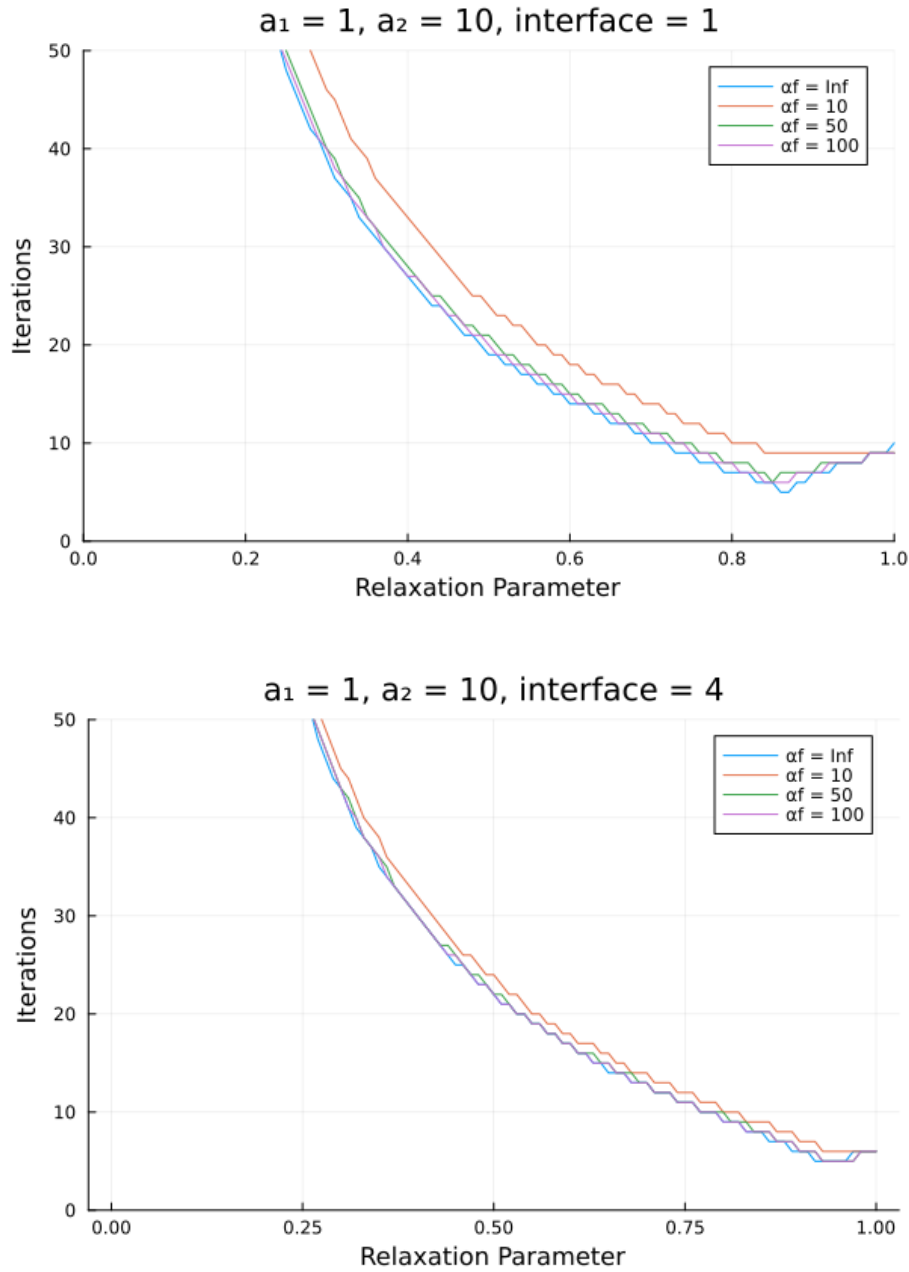 a₁ = 1, a₂ = 10, interface = 1
αf = Inf
αf = 10
αf = 50
αf = 100
Iterations
50
40
30
20
10
0
0.0 0.2 0.4 0.6 0.8 1.0
Relaxation Parameter
a₁ = 1, a₂ = 10, interface = 4
αf = Inf
αf = 10
αf = 50
αf = 100
Iterations
50
40
30
20
10
0
0.00 0.25 0.50 0.75 1.00
Relaxation Parameter